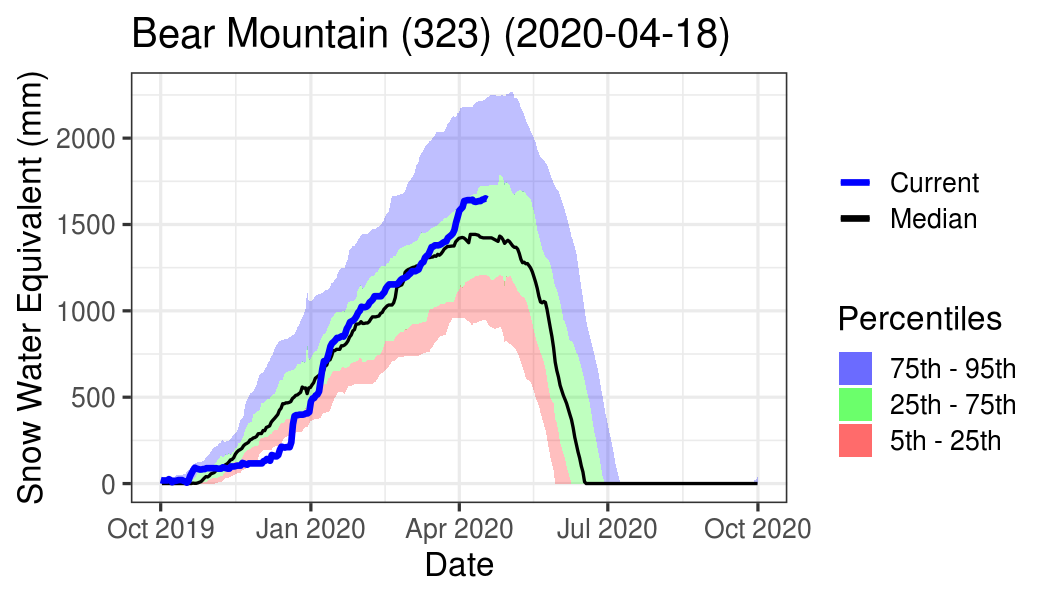 Bear Mountain (323) (2020-04-18)
Snow Water Equivalent (mm)
2000
1500
1000
500
0
Oct 2019
Jan 2020
Apr 2020
Jul 2020
Oct 2020
Date
Current
Median
Percentiles
75th - 95th
25th - 75th
5th - 25th